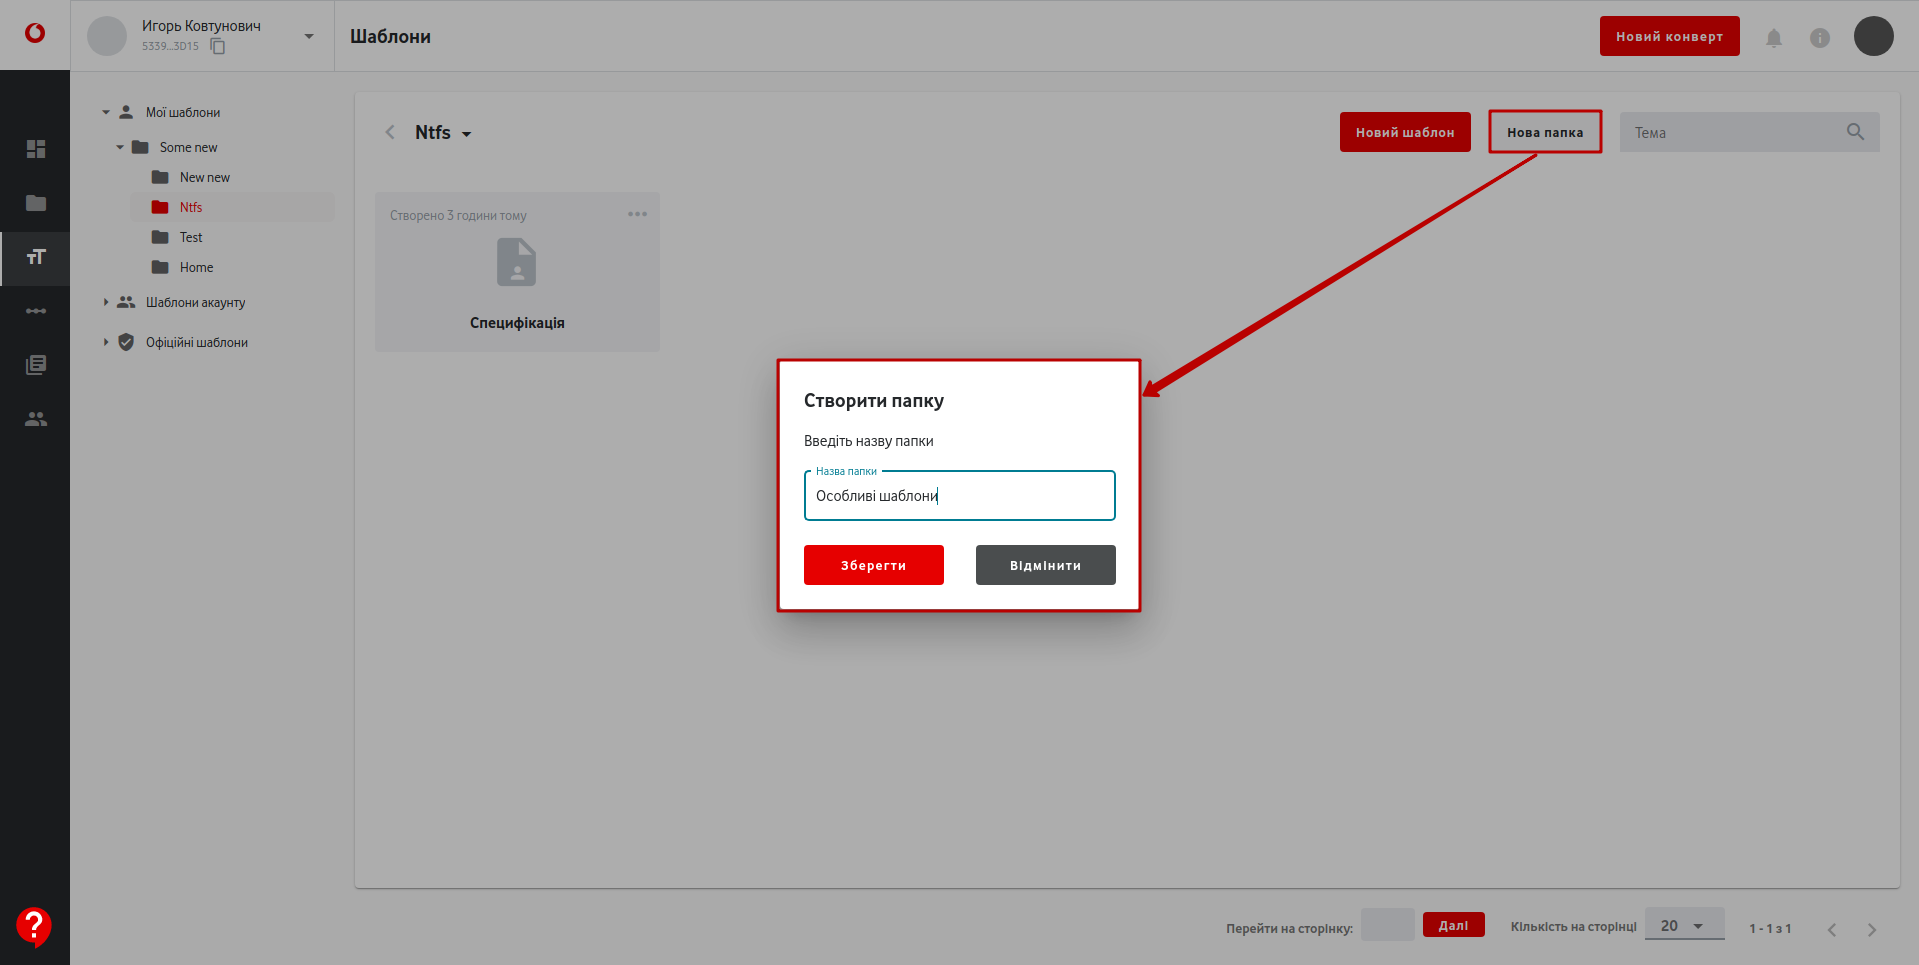 Игорь Ковтунович
5339...3D15
Шаблони
Новий конверт
Мої шаблони
Some new
New new
Ntfs
Test
Home
Шаблони акаунту
Офіційні шаблони
Ntfs
Новий шаблон
Нова папка
Тема
Створено 3 години тому
Специфікація
Створити папку
Введіть назву папки
Назва папки
Особливі шаблони
Зберегти
Відмінити
Перейти на сторінку:
Далі
Кількість на сторінці
20
1 - 1 з 1